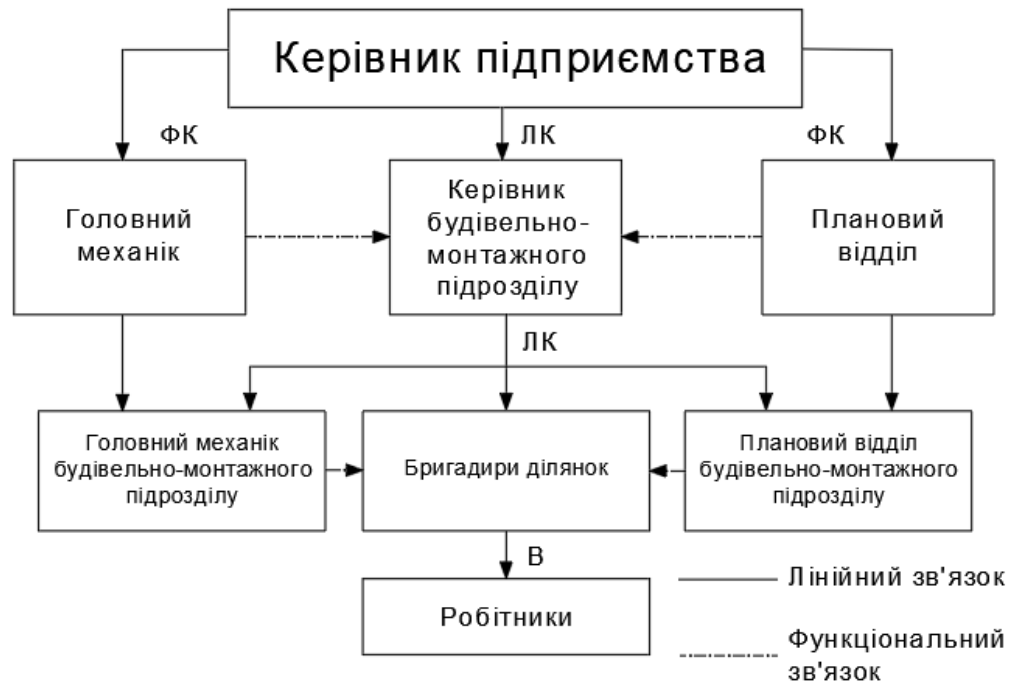 Керівник підприємства
ФК
ЛК
ФК
Головний
механік
Керівник
будівельно-
монтажного
підрозділу
Плановий
відділ
ЛК
Головний механік
будівельно-монтажного
підрозділу
Бригадири ділянок
Плановий відділ
будівельно-монтажного
підрозділу
В
Робітники
Лінійний зв'язок
Функціональний
зв'язок